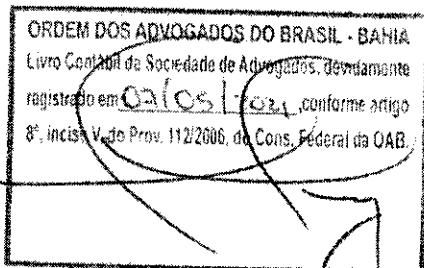 ORDEM DOS ADVOGADOS DO BRASIL - BAHIA
Livro Contábil da Sociedade de Advogados, devidamente
registrado em 07/05/2021, conforme artigo
8º, inciso V, do Prov. 112/2006, do Cons. Federal da OAB.